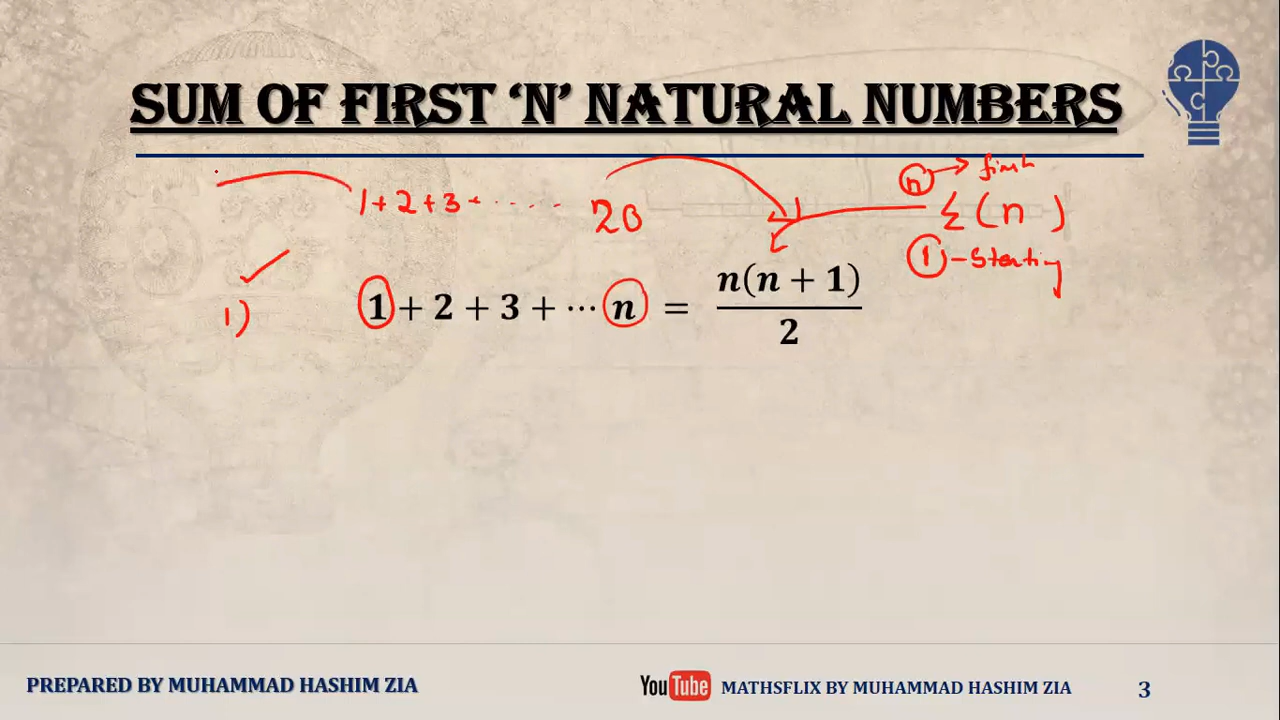 SUM OF FIRST ‘N’ NATURAL NUMBERS
n → finish
1+2+3+...... 20
Σ(n)
1 - Starting
1) 1 + 2 + 3 + ⋯ n = n(n + 1)/2
PREPARED BY MUHAMMAD HASHIM ZIA
YouTube MATHSFLIX BY MUHAMMAD HASHIM ZIA 3